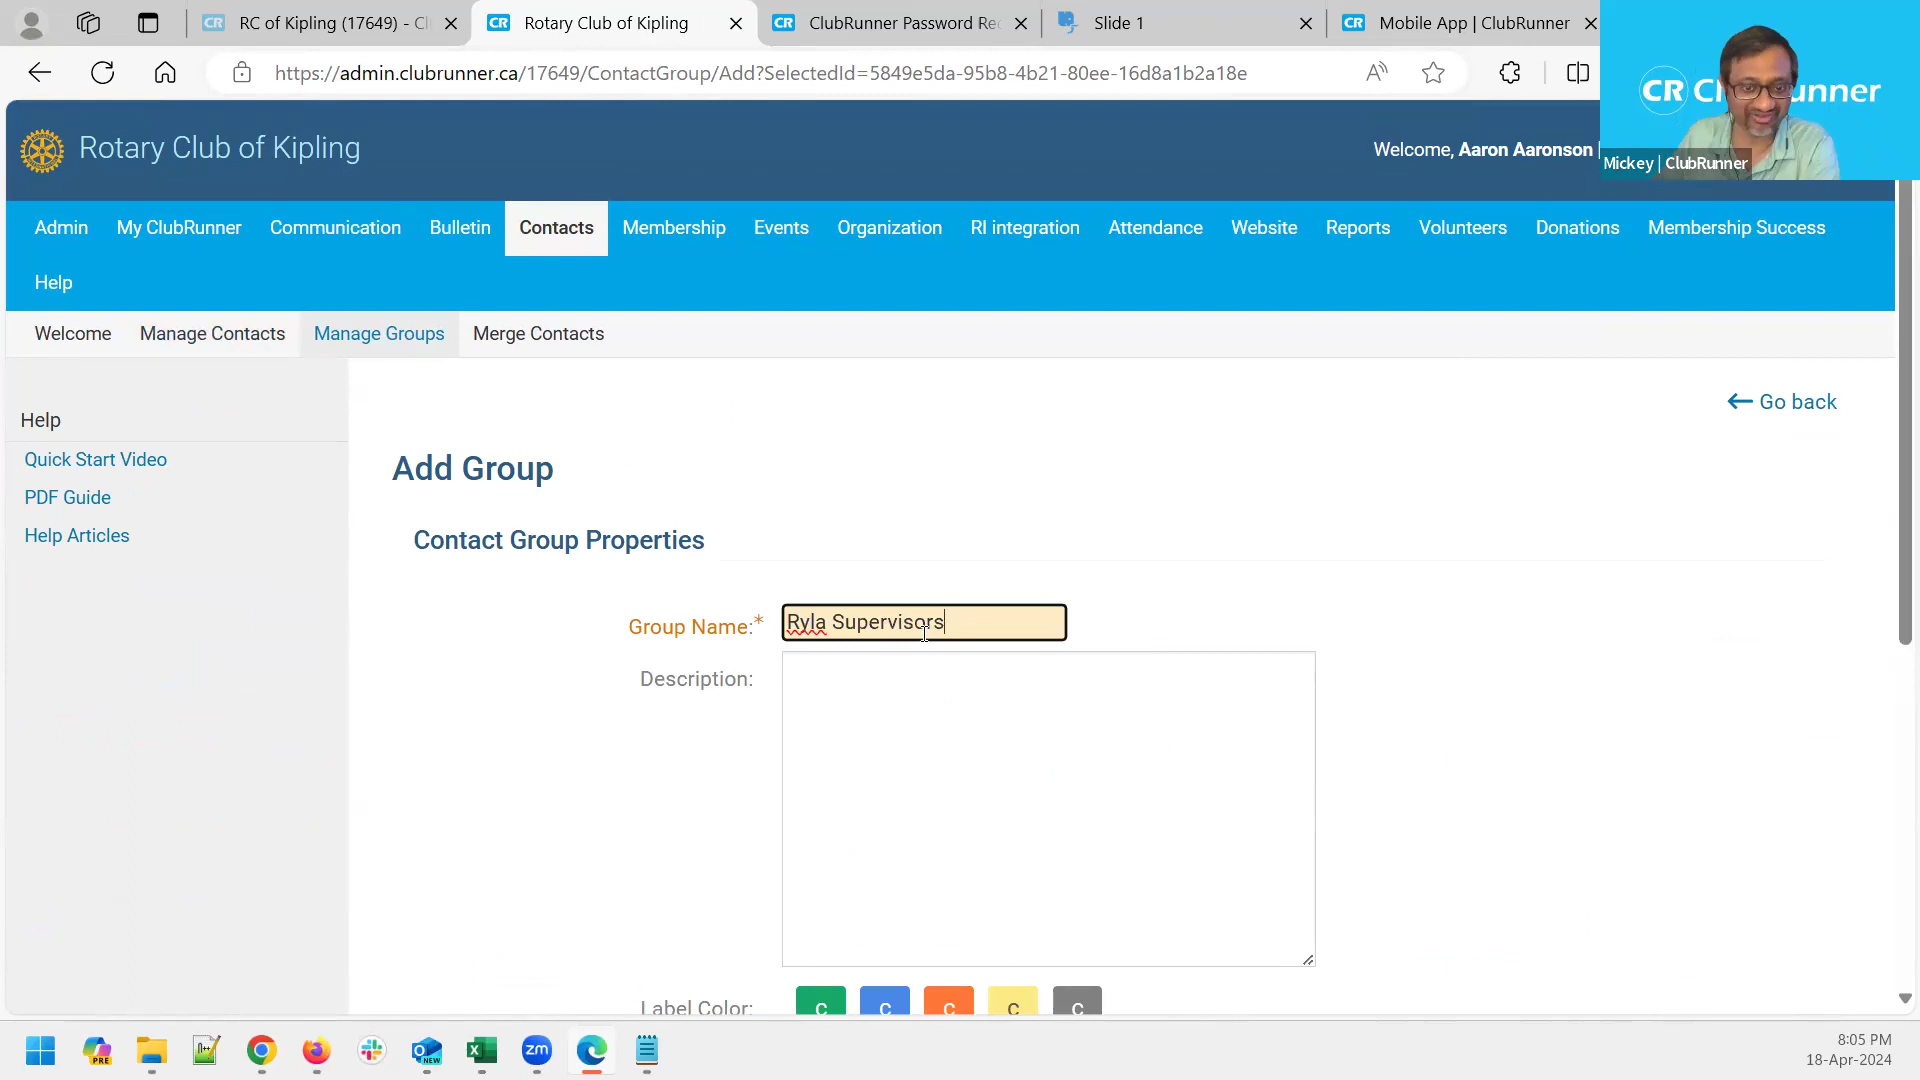 RC of Kipling (17649) - Cl
Rotary Club of Kipling
ClubRunner Password Rec
Slide 1
Mobile App | ClubRunner
https://admin.clubrunner.ca/17649/ContactGroup/Add?SelectedId=5849e5da-95b8-4b21-80ee-16d8a1b2a18e
Rotary Club of Kipling
Welcome, Aaron Aaronson
Mickey | ClubRunner
Admin My ClubRunner Communication Bulletin Contacts Membership Events Organization RI integration Attendance Website Reports Volunteers Donations Membership Success
Help
Welcome Manage Contacts Manage Groups Merge Contacts
Go back
Help
Quick Start Video
PDF Guide
Help Articles
Add Group
Contact Group Properties
Group Name:* Ryla Supervisors
Description:
Label Color: C C C C C
8:05 PM
18-Apr-2024